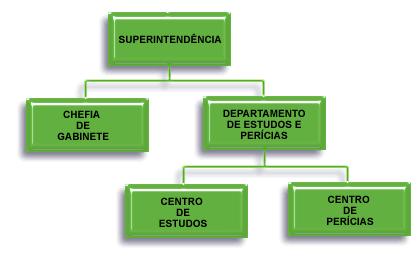 SUPERINTENDÊNCIA
CHEFIA
DE
GABINETE
DEPARTAMENTO
DE ESTUDOS E
PERÍCIAS
CENTRO
DE
ESTUDOS
CENTRO
DE
PERÍCIAS